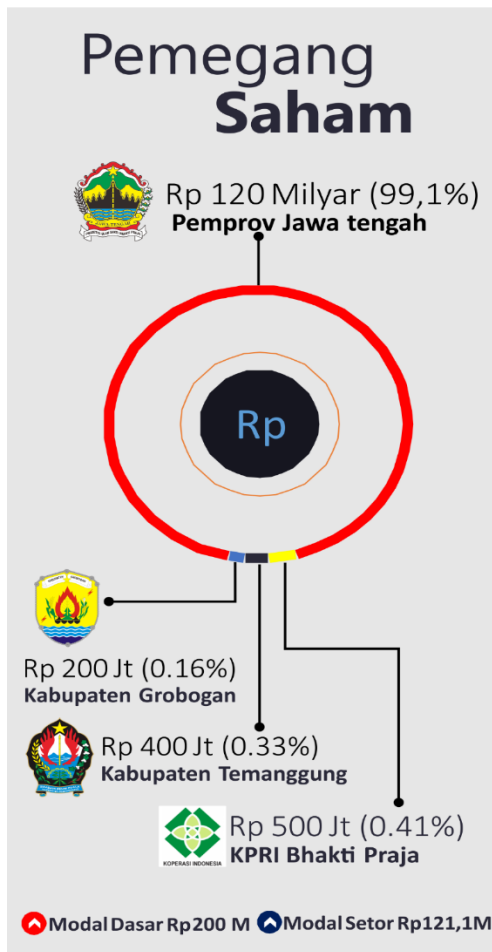 Pemegang
Saham
Rp 120 Milyar (99,1%)
Pemprov Jawa tengah
JAWA TENGAH
Rp
Rp 200 Jt (0.16%)
Kabupaten Grobogan
Rp 400 Jt (0.33%)
Kabupaten Temanggung
Rp 500 Jt (0.41%)
KPRI Bhakti Praja
KOPERASI INDONESIA
Modal Dasar Rp200 M Modal Setor Rp121,1M